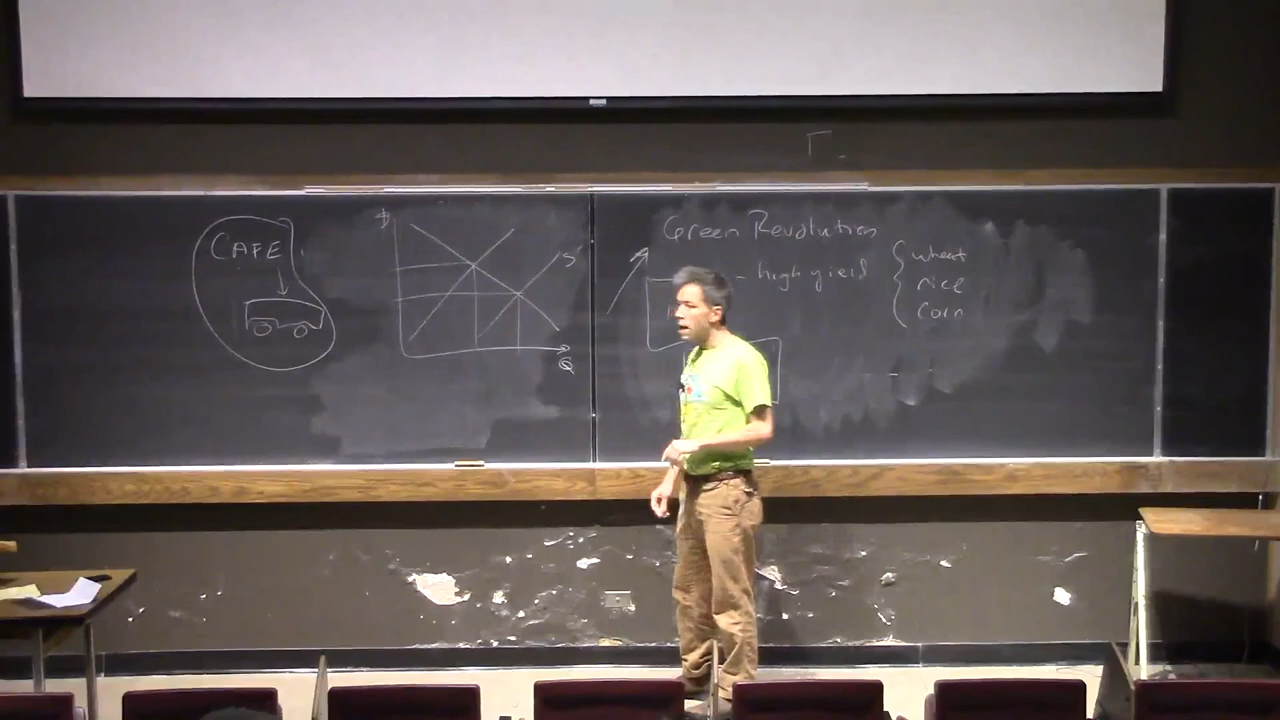 CAFE
$
S'
Q
Green Revolution
- high yield
wheat
rice
corn